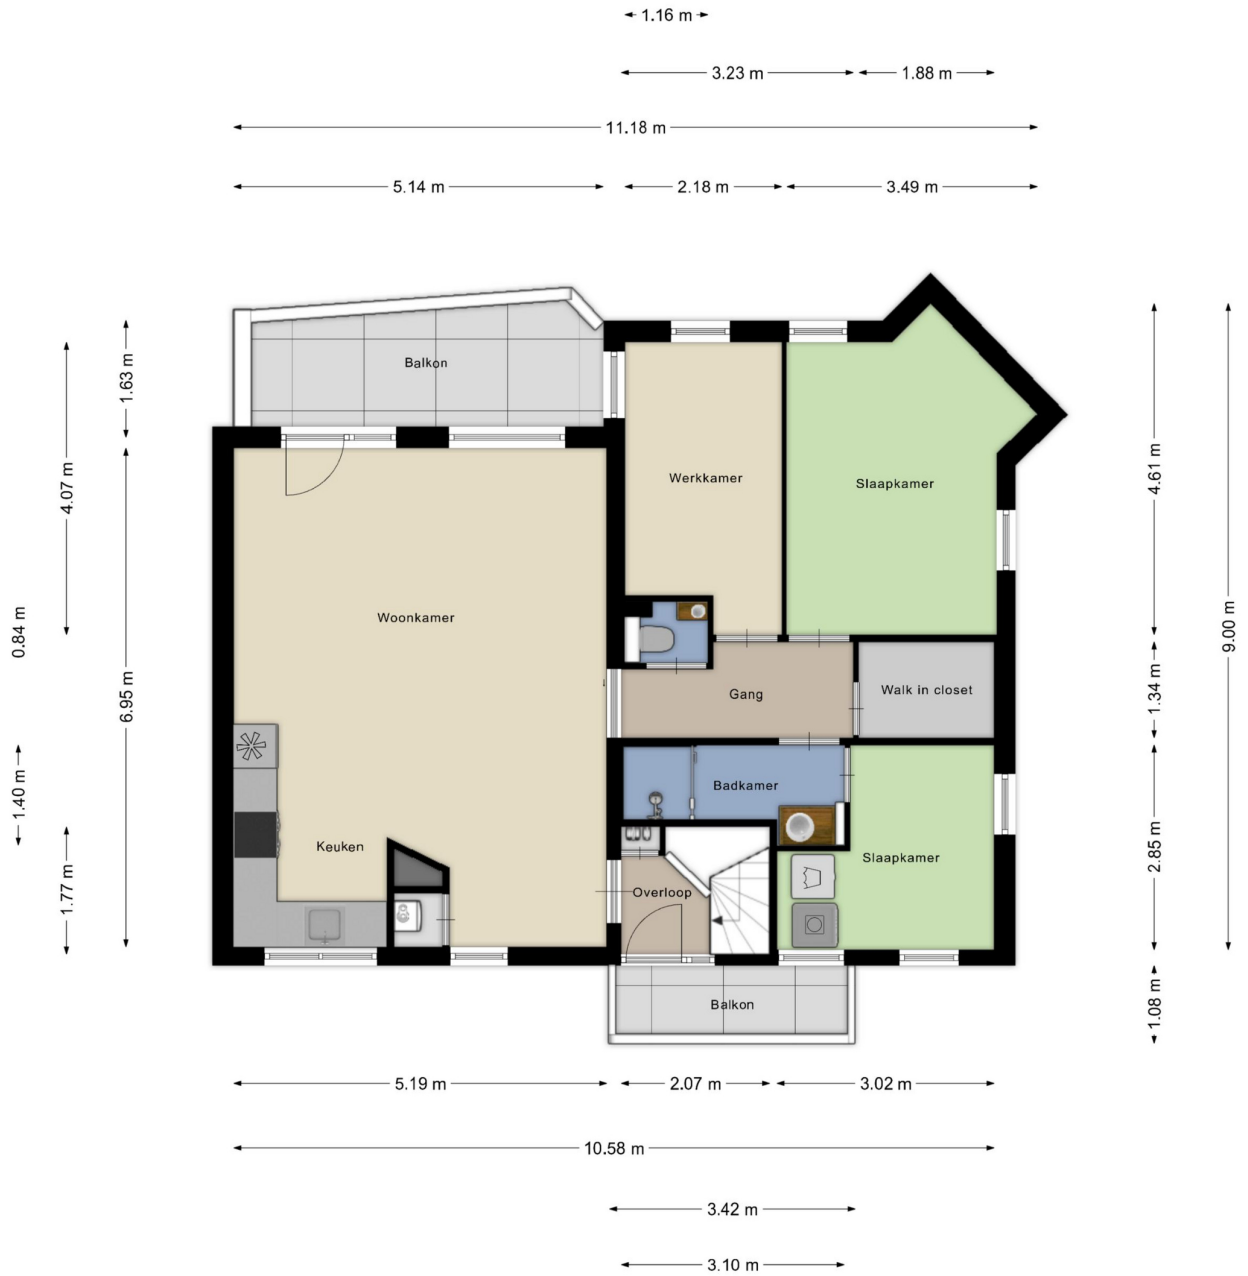 1.16 m
3.23 m
1.88 m
11.18 m
5.14 m
2.18 m
3.49 m
Balkon
1.63 m
4.07 m
4.61 m
Werkkamer
Slaapkamer
Woonkamer
0.84 m
9.00 m
6.95 m
Gang
Walk in closet
1.34 m
1.40 m
Badkamer
Keuken
Slaapkamer
2.85 m
1.77 m
Overloop
Balkon
1.08 m
5.19 m
2.07 m
3.02 m
10.58 m
3.42 m
3.10 m